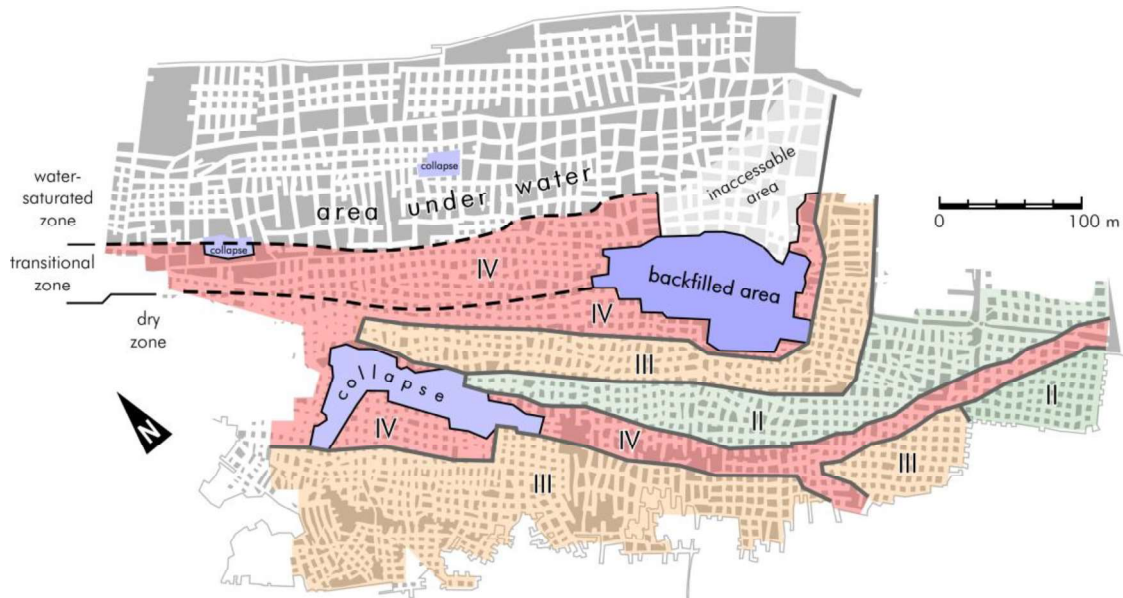 collapse
water-
saturated
zone
area under water
inaccessable
area
0 100 m
collapse
transitional
zone
IV
backfilled area
dry
zone
IV
III
collapse
II
II
IV
IV
III
III
N